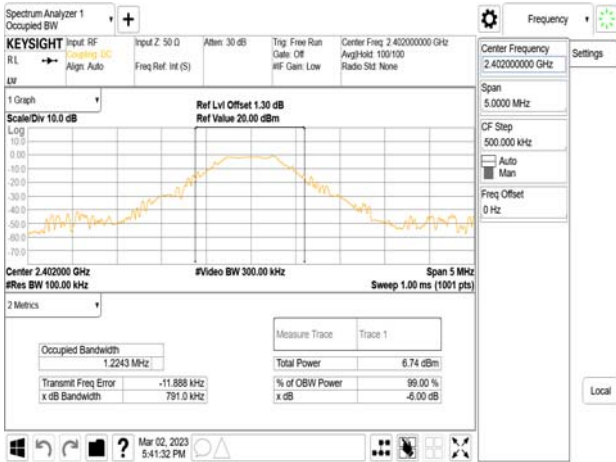 Spectrum Analyzer 1
Occupied BW
Frequency
KEYSIGHT
Input: RF
Input Z: 50 Ω
Atten: 30 dB
Trig: Free Run
Center Freq: 2.402000000 GHz
RL
Coupling: DC
Gate: Off
Avg|Hold: 100/100
Align: Auto
Freq Ref: Int (S)
#IF Gain: Low
Radio Std: None
LXI
Center Frequency
2.402000000 GHz
Settings
Span
5.0000 MHz
CF Step
500.000 kHz
Auto
Man
Freq Offset
0 Hz
Local
1 Graph
Ref Lvl Offset 1.30 dB
Scale/Div 10.0 dB
Ref Value 20.00 dBm
Log
10.0
0.00
-10.0
-20.0
-30.0
-40.0
-50.0
-60.0
-70.0
Center 2.402000 GHz
#Video BW 300.00 kHz
Span 5 MHz
#Res BW 100.00 kHz
Sweep 1.00 ms (1001 pts)
2 Metrics
Measure Trace
Trace 1
Occupied Bandwidth
1.2243 MHz
Total Power
6.74 dBm
Transmit Freq Error
-11.888 kHz
% of OBW Power
99.00 %
x dB Bandwidth
791.0 kHz
x dB
-6.00 dB
?
Mar 02, 2023
5:41:32 PM